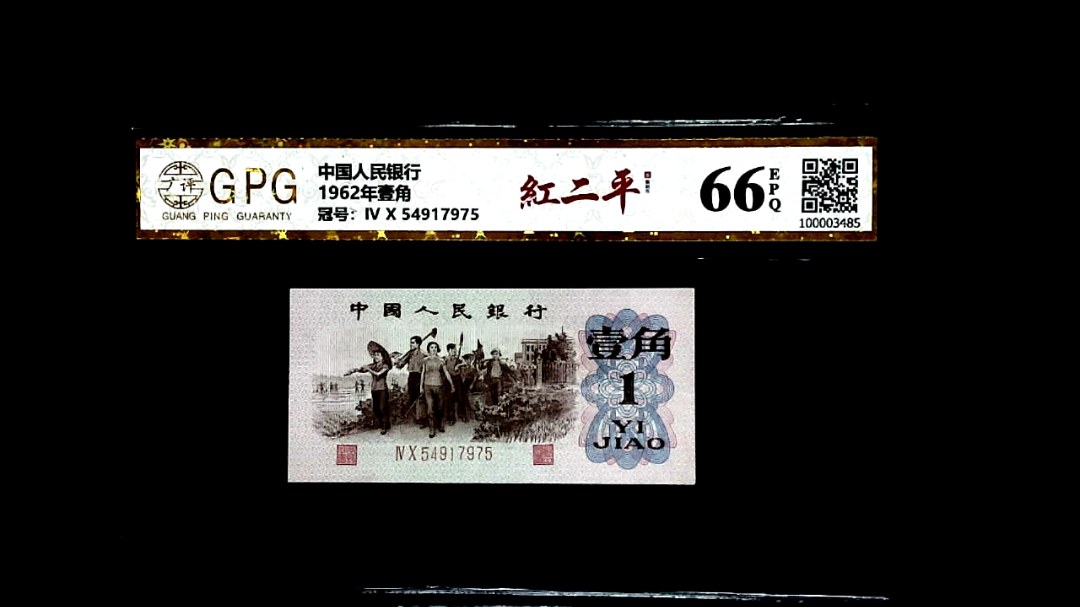 广评
GPG
GUANG PING GUARANTY
中国人民银行
1962年壹角
冠号：Ⅳ X 54917975
紅二平
66
EPQ
100003485
中國人民銀行
壹角
1
YI
JIAO
ⅣX54917975